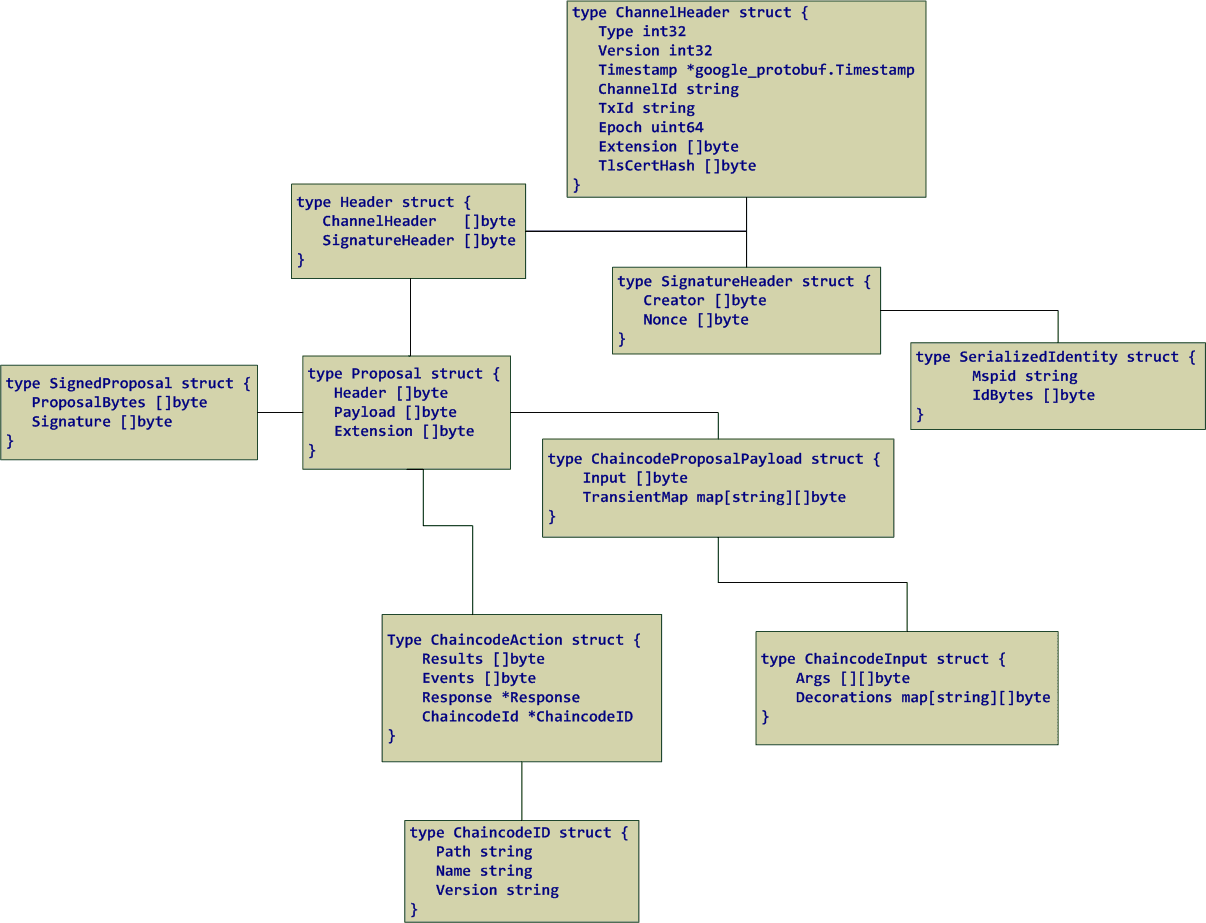 type ChannelHeader struct {
Type int32
Version int32
Timestamp *google_protobuf.Timestamp
ChannelId string
TxId string
Epoch uint64
Extension []byte
TlsCertHash []byte
}
type Header struct {
ChannelHeader []byte
SignatureHeader []byte
}
type SignatureHeader struct {
Creator []byte
Nonce []byte
}
type SerializedIdentity struct {
Mspid string
IdBytes []byte
}
type SignedProposal struct {
ProposalBytes []byte
Signature []byte
}
type Proposal struct {
Header []byte
Payload []byte
Extension []byte
}
type ChaincodeProposalPayload struct {
Input []byte
TransientMap map[string][]byte
}
Type ChaincodeAction struct {
Results []byte
Events []byte
Response *Response
ChaincodeId *ChaincodeID
}
type ChaincodeInput struct {
Args [][]byte
Decorations map[string][]byte
}
type ChaincodeID struct {
Path string
Name string
Version string
}